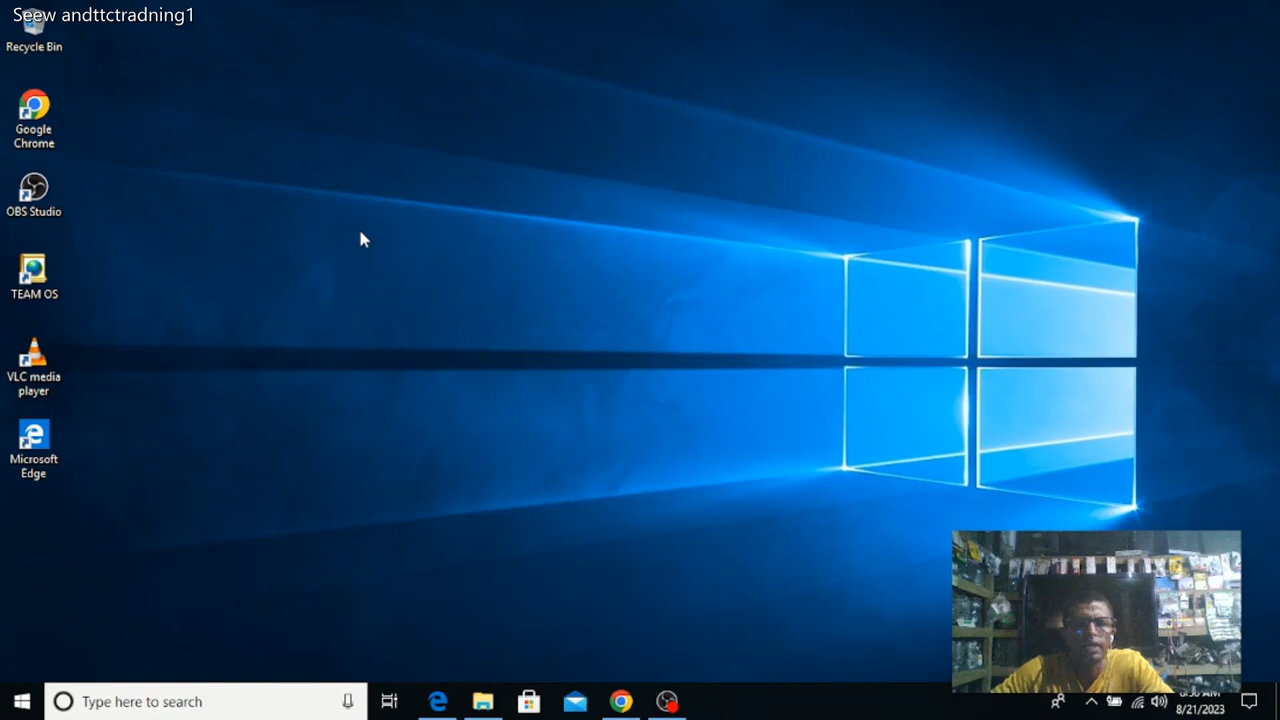 Seew andttctradning1
Recycle Bin
Google
Chrome
OBS Studio
TEAM OS
VLC media
player
Microsoft
Edge
Type here to search
8/21/2023